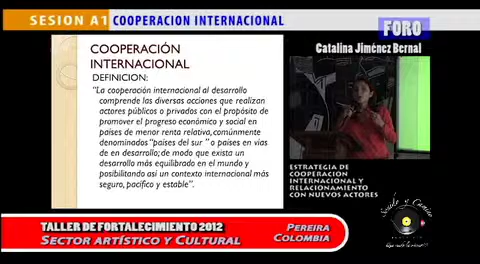 SESION A1 COOPERACION INTERNACIONAL
FORO
Catalina Jiménez Bernal
COOPERACIÓN
INTERNACIONAL
DEFINICION:
"La cooperación internacional al desarrollo
comprende las diversas acciones que realizan
actores públicos o privados con el propósito de
promover el progreso económico y social en
países de menor renta relativa, comúnmente
denominados "países del sur" o países en vías
de en desarrollo; de modo que exista un
desarrollo más equilibrado en el mundo y
posibilitando así un contexto internacional más
seguro, pacífico y estable".
ESTRATEGIA DE
COOPERACION
INTERNACIONAL Y
RELACIONAMIENTO
CON NUEVOS ACTORES
TALLER DE FORTALECIMIENTO 2012
SECTOR ARTÍSTICO Y CULTURAL
PEREIRA
COLOMBIA